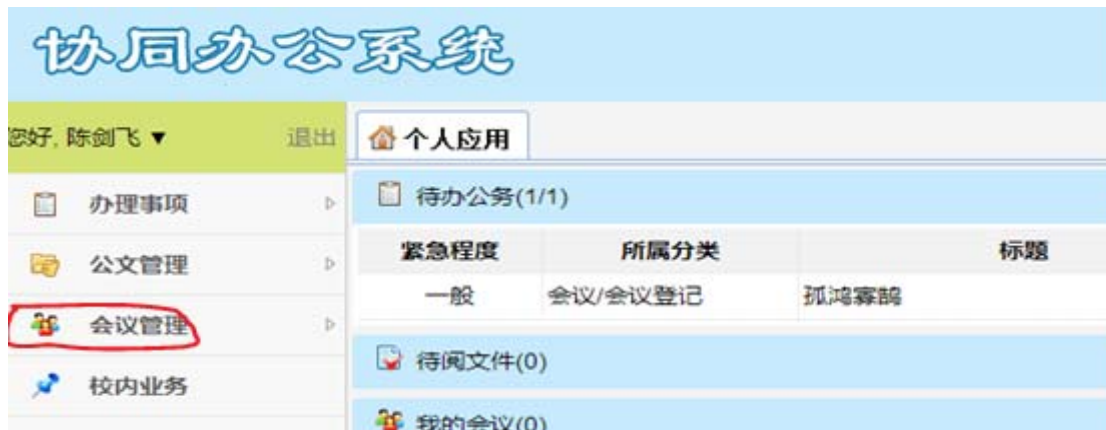 协同办公系统
您好, 陈剑飞 ▼ 退出
个人应用
办理事项
待办公务(1/1)
紧急程度 所属分类 标题
公文管理
一般 会议/会议登记 孤鸿寡鹄
会议管理
待阅文件(0)
校内业务
我的会议(0)